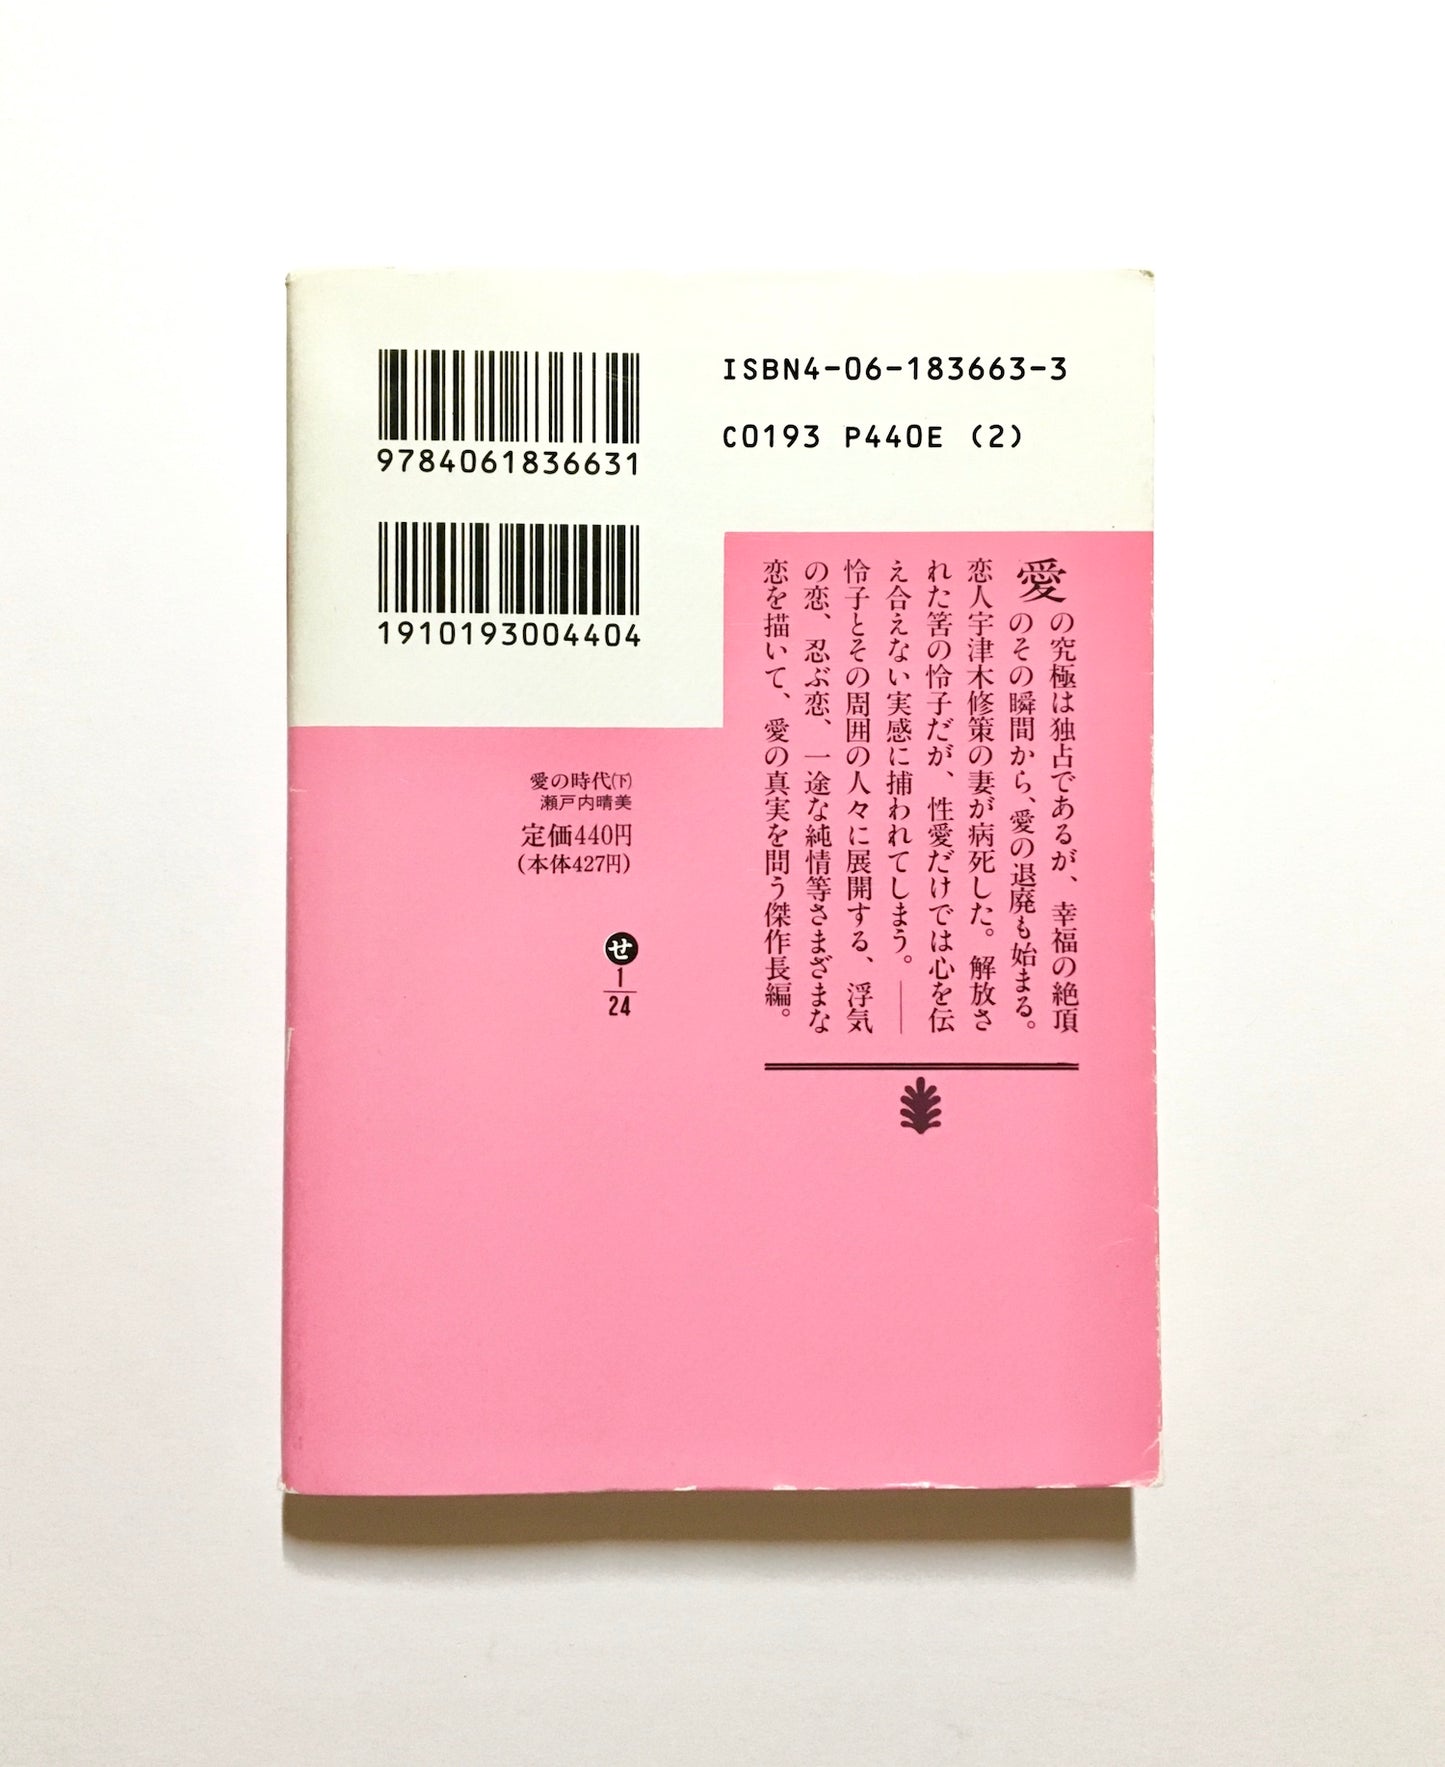 9784061836631
1910193004404
ISBN4-06-183663-3
C0193 P440E (2)
愛の究極は独占であるが、幸福の絶頂
のその瞬間から、愛の退廃も始まる。
恋人宇津木修策の妻が病死した。解放さ
れた筈の怜子だが、性愛だけでは心を伝
え合えない実感に捕われてしまう。――
怜子とその周囲の人々に展開する、浮気
の恋、忍ぶ恋、一途な純情等さまざまな
恋を描いて、愛の真実を問う傑作長編。
愛の時代(下)
瀬戸内晴美
定価440円
(本体427円)
せ
1
24